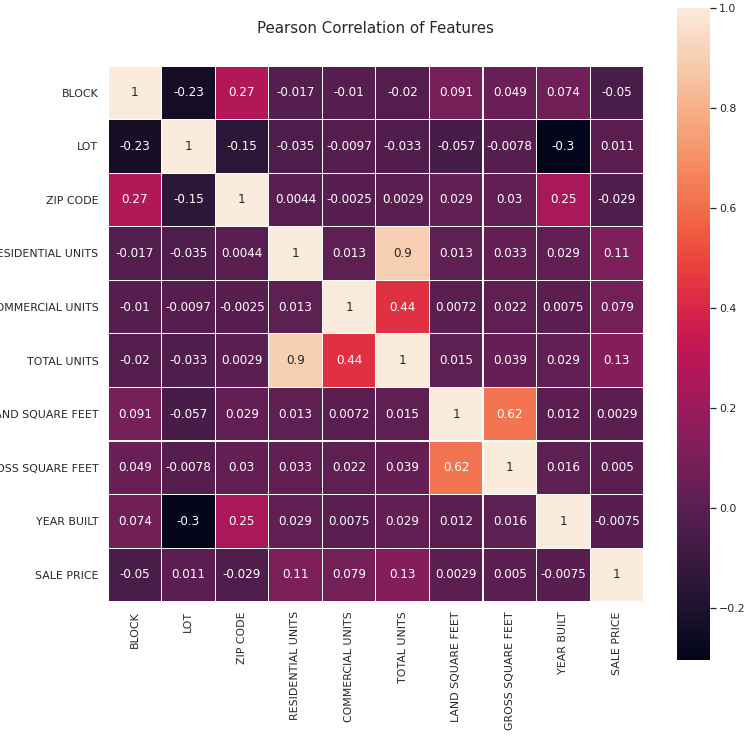 Pearson Correlation of Features
BLOCK 1 -0.23 0.27 -0.017 -0.01 -0.02 0.091 0.049 0.074 -0.05
LOT -0.23 1 -0.15 -0.035 -0.0097 -0.033 -0.057 -0.0078 -0.3 0.011
ZIP CODE 0.27 -0.15 1 0.0044 -0.0025 0.0029 0.029 0.03 0.25 -0.029
ESIDENTIAL UNITS -0.017 -0.035 0.0044 1 0.013 0.9 0.013 0.033 0.029 0.11
OMMERCIAL UNITS -0.01 -0.0097 -0.0025 0.013 1 0.44 0.0072 0.022 0.0075 0.079
TOTAL UNITS -0.02 -0.033 0.0029 0.9 0.44 1 0.015 0.039 0.029 0.13
AND SQUARE FEET 0.091 -0.057 0.029 0.013 0.0072 0.015 1 0.62 0.012 0.0029
OSS SQUARE FEET 0.049 -0.0078 0.03 0.033 0.022 0.039 0.62 1 0.016 0.005
YEAR BUILT 0.074 -0.3 0.25 0.029 0.0075 0.029 0.012 0.016 1 -0.0075
SALE PRICE -0.05 0.011 -0.029 0.11 0.079 0.13 0.0029 0.005 -0.0075 1
BLOCK
LOT
ZIP CODE
RESIDENTIAL UNITS
COMMERCIAL UNITS
TOTAL UNITS
LAND SQUARE FEET
GROSS SQUARE FEET
YEAR BUILT
SALE PRICE
1.0
0.8
0.6
0.4
0.2
0.0
−0.2